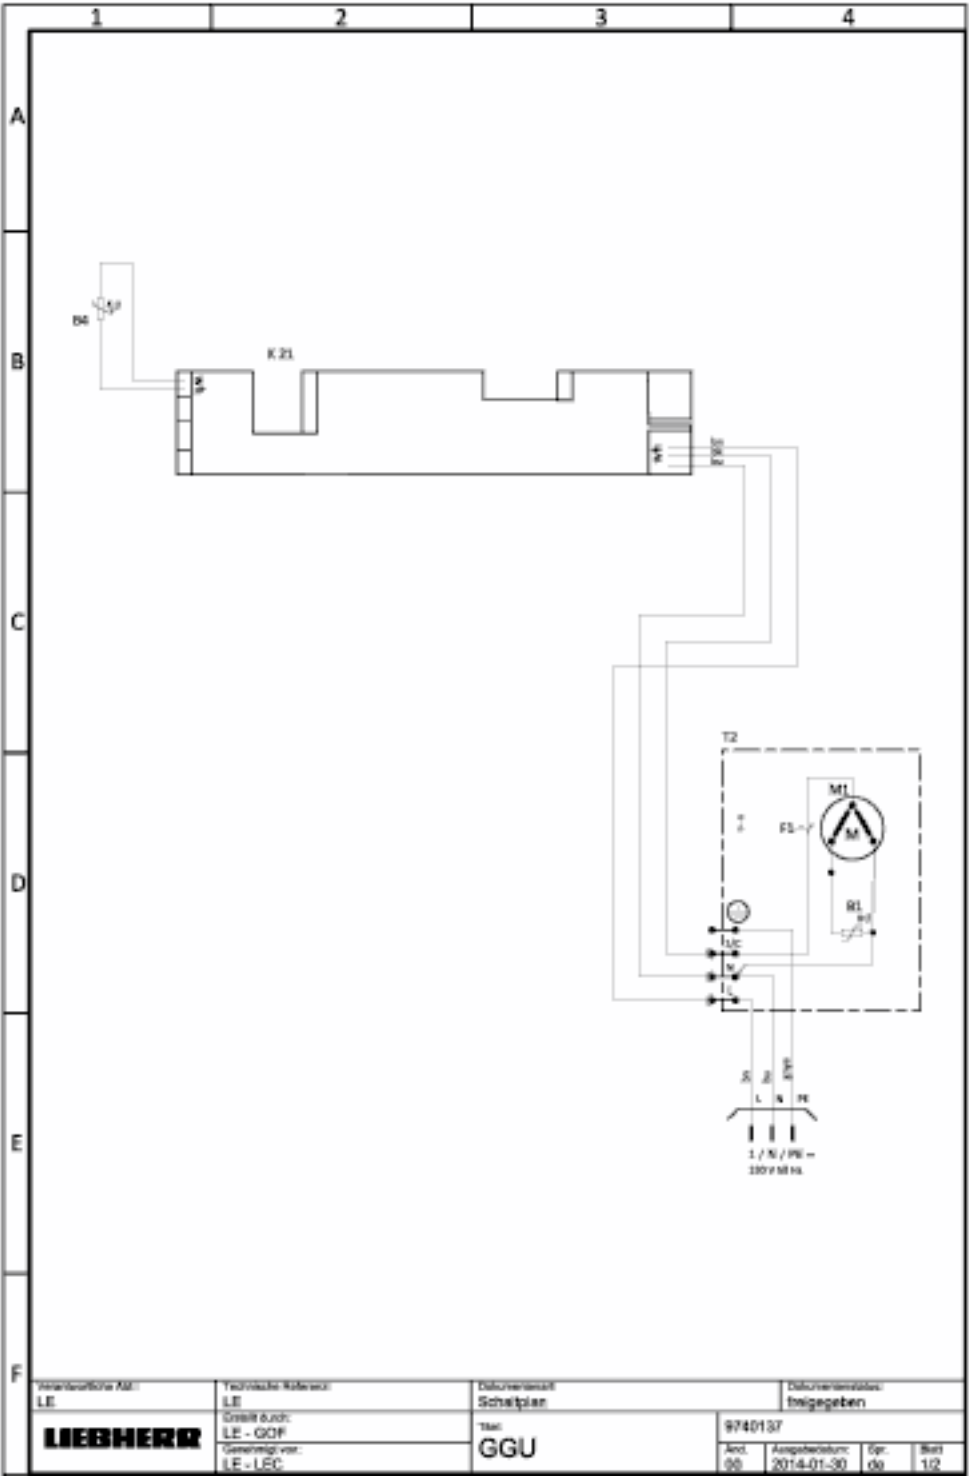 1 2 3 4
A
B4
B
K 21
C
T2
M1
F1
M
D
B1
1/C
N
L
L N PE
E
1 / N / PE ~
F
Verantwortliche Abt.:
LE
Technische Referenz:
LE
Dokumentenart:
Schaltplan
Dokumentenstatus:
freigegeben
LIEBHERR
Erstellt durch:
LE - GOF
Genehmigt von:
LE - LEC
Titel:
GGU
9740137
Änd.
00
Ausgabedatum:
2014-01-30
Spr.
de
Blatt
1/2